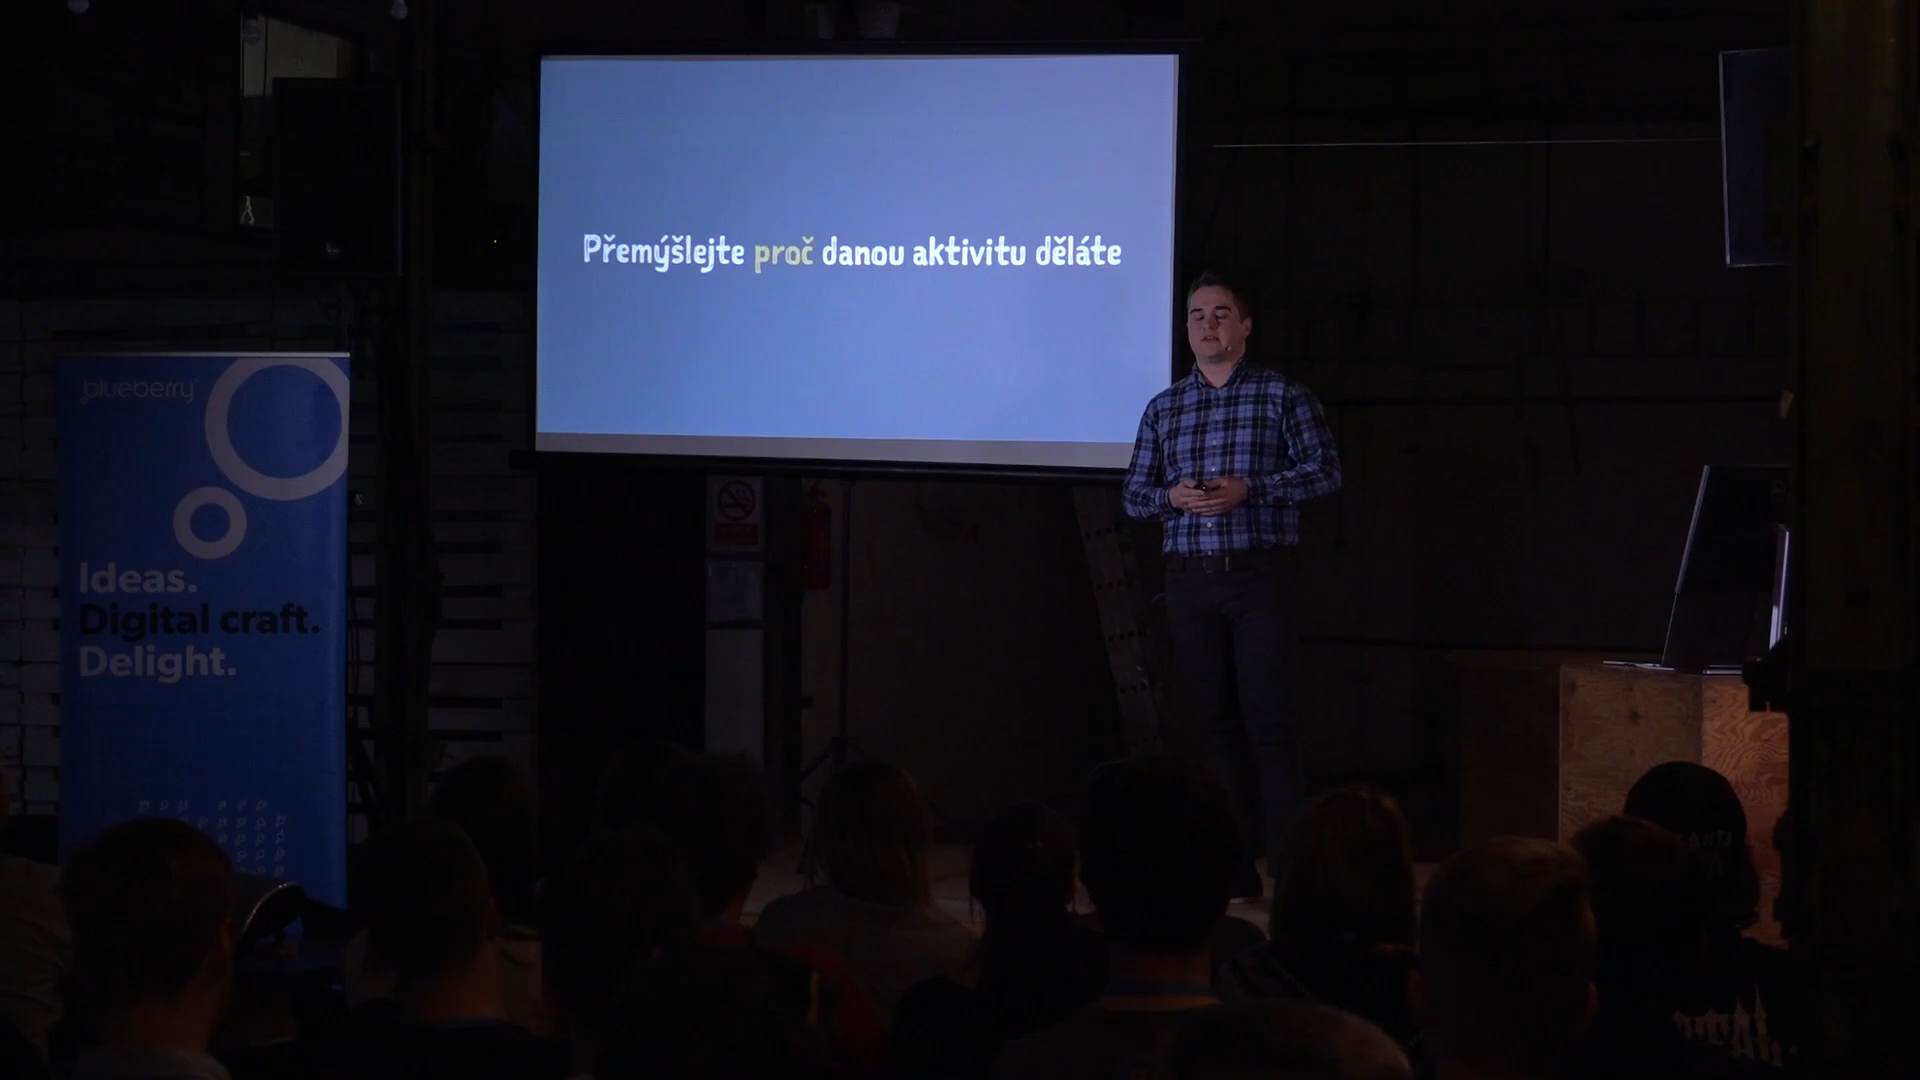 Přemýšlejte proč danou aktivitu děláte
blueberry
Ideas.
Digital craft.
Delight.